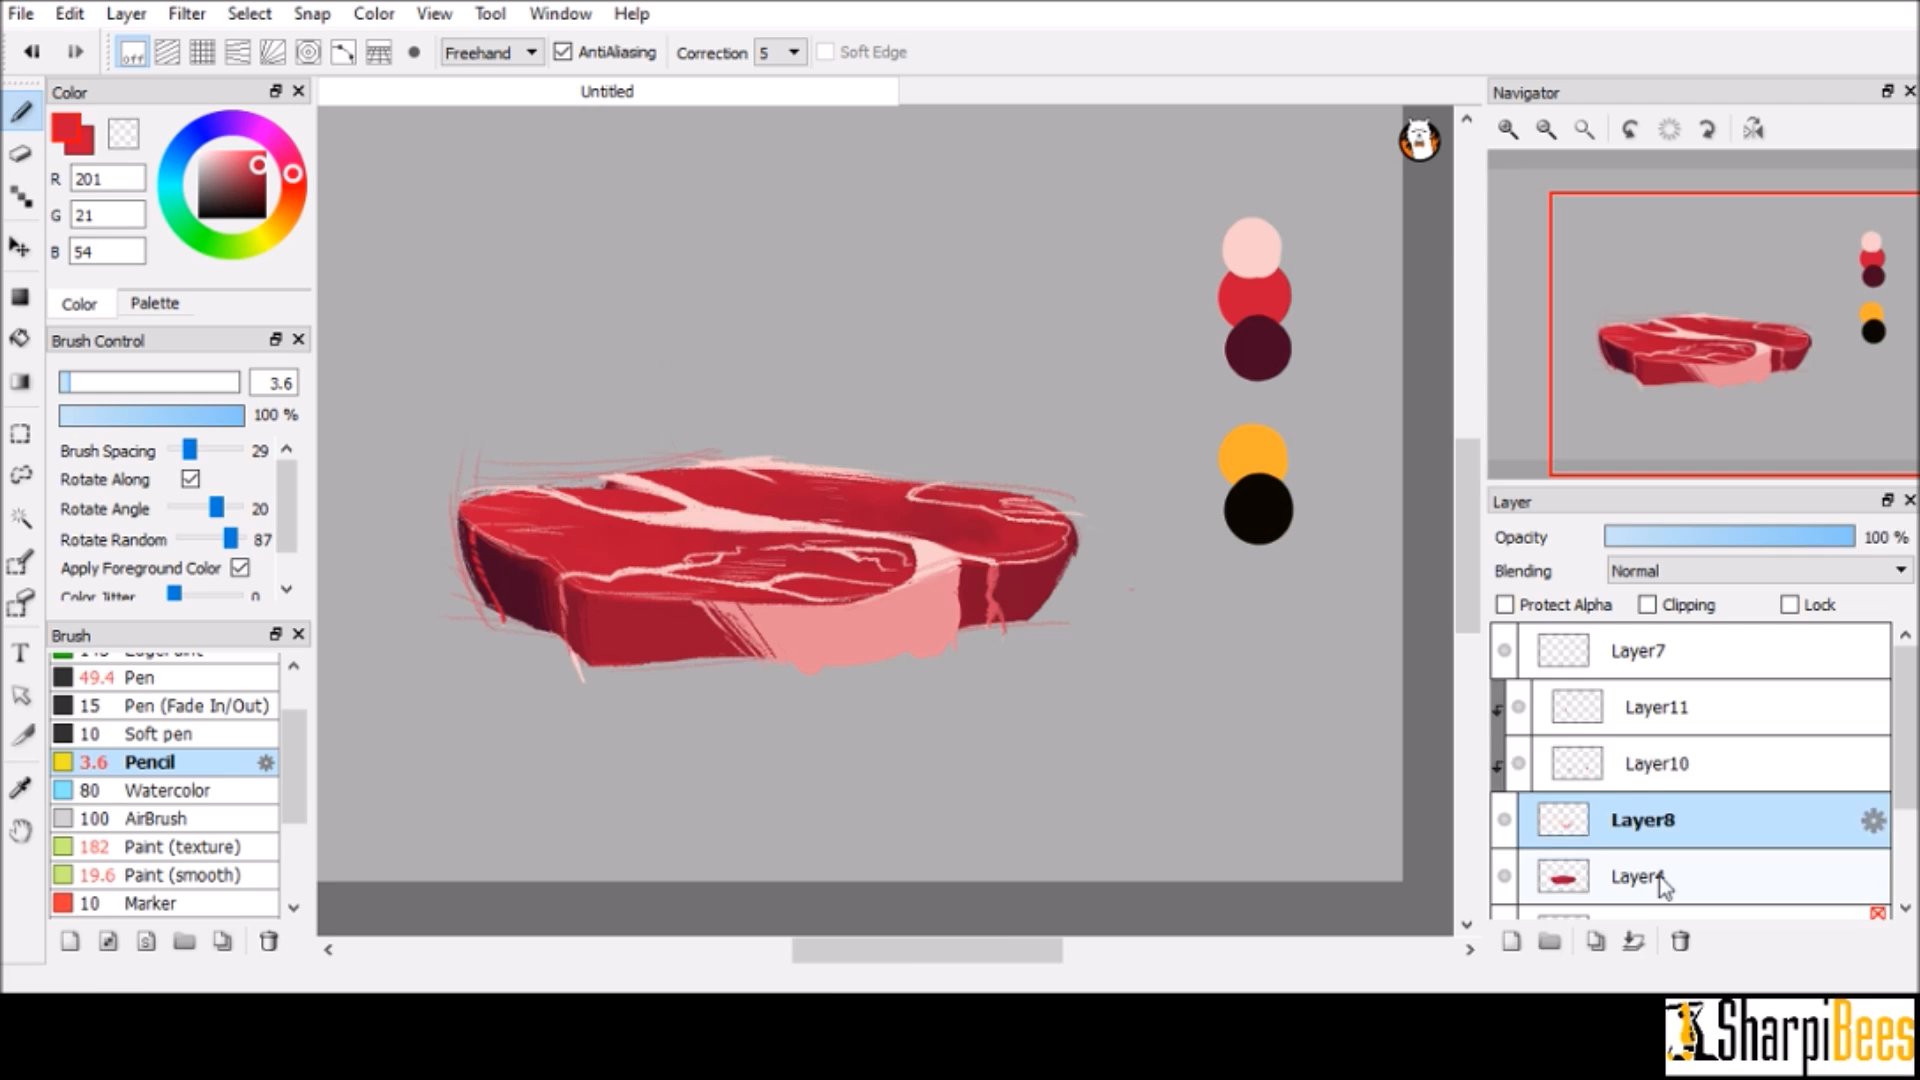 File Edit Layer Filter Select Snap Color View Tool Window Help
off Freehand AntiAliasing Correction 5 Soft Edge
Color
R 201
G 21
B 54
Color Palette
Brush Control
3.6
100 %
Brush Spacing 29
Rotate Along
Rotate Angle 20
Rotate Random 87
Apply Foreground Color
Color Jitter 0
Brush
49.4 Pen
15 Pen (Fade In/Out)
10 Soft pen
3.6 Pencil
80 Watercolor
100 AirBrush
182 Paint (texture)
19.6 Paint (smooth)
10 Marker
Untitled
Navigator
Layer
Opacity 100 %
Blending Normal
Protect Alpha Clipping Lock
Layer7
Layer11
Layer10
Layer8
SharpiBees